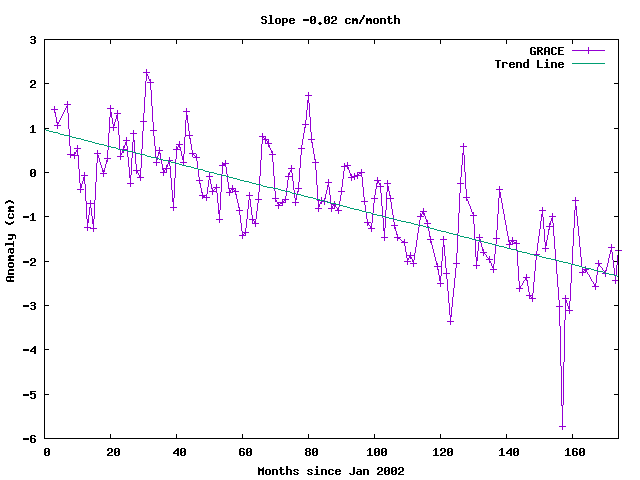 Slope -0.02 cm/month
GRACE
Trend Line
3
2
1
0
-1
-2
-3
-4
-5
-6
Anomaly (cm)
0 20 40 60 80 100 120 140 160
Months since Jan 2002